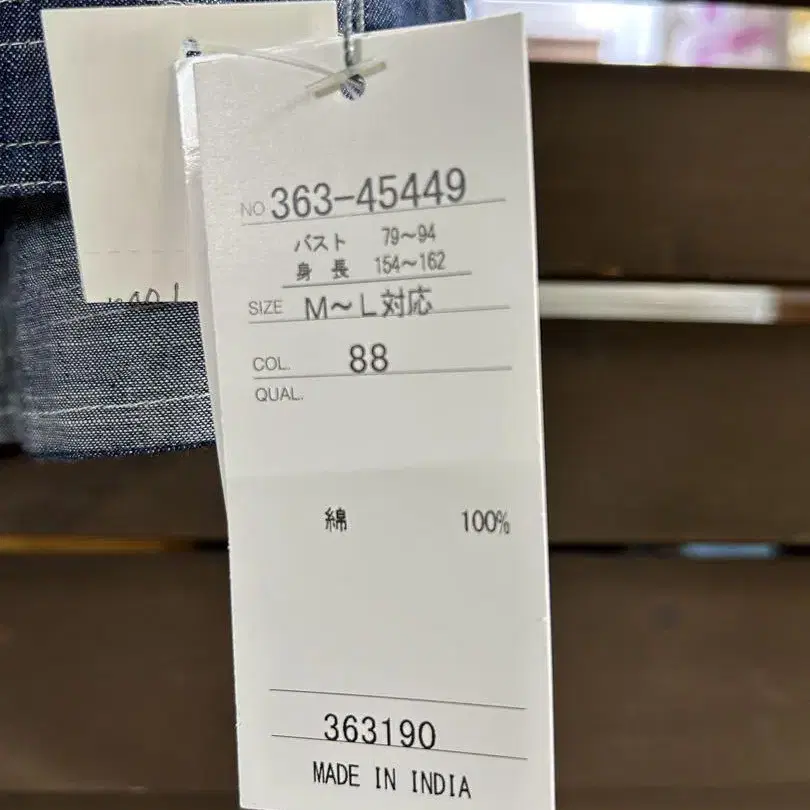 NO 363-45449
バスト 79～94
身長 154～162
SIZE M～L対応
COL. 88
QUAL.
綿 100%
363190
MADE IN INDIA